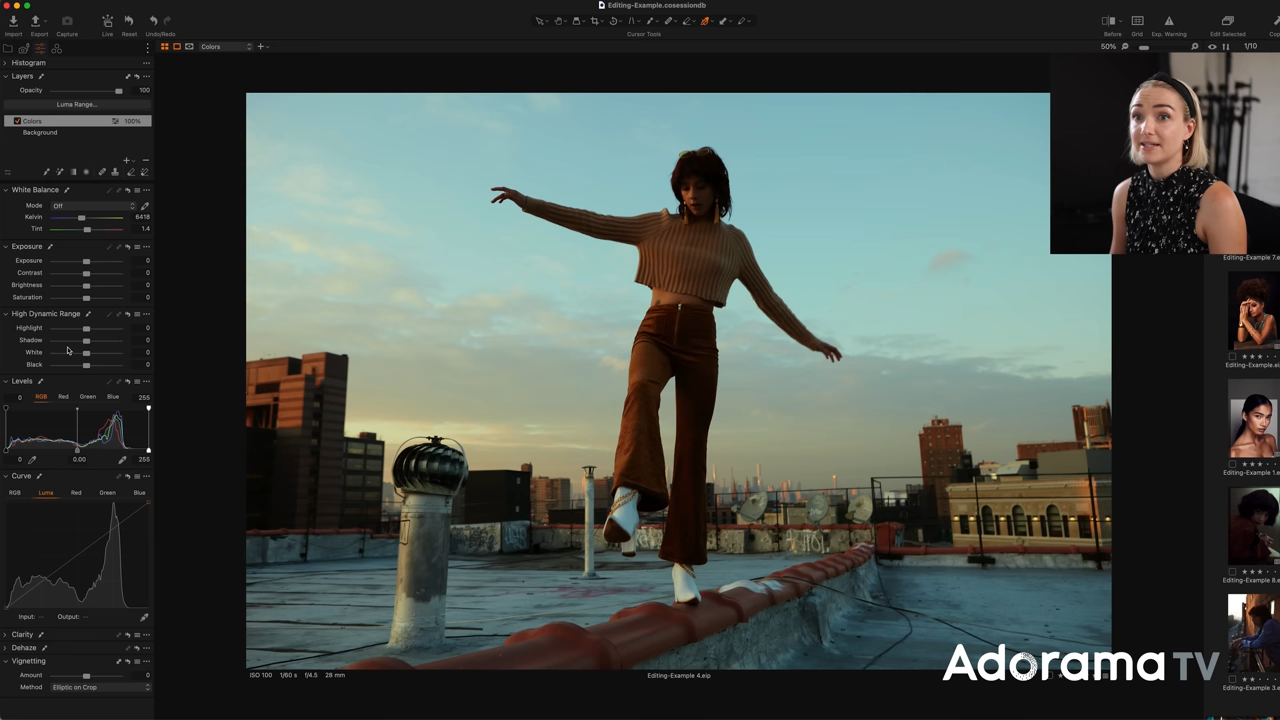 Editing-Example.cosessiondb
Import
Export
Capture
Live
Reset
Undo/Redo
Cursor Tools
Before
Grid
Exp. Warning
Edit Selected
Colors
50%
1/10
Histogram
Layers
Opacity
100
Luma Range...
Colors
100%
Background
White Balance
Mode
Off
Kelvin
6418
Tint
1.4
Exposure
Exposure
0
Contrast
0
Brightness
0
Saturation
0
High Dynamic Range
Highlight
0
Shadow
0
White
0
Black
0
Levels
0
RGB
Red
Green
Blue
255
0
0.00
255
Curve
RGB
Luma
Red
Green
Blue
Input: --
Output: --
Clarity
Dehaze
Vignetting
Amount
0
Method
Elliptic on Crop
ISO 100
1/60 s
f/4.5
28 mm
Editing-Example 4.eip
Editing-Example 7.e
Editing-Example.ei
Editing-Example 1.e
Editing-Example 8.e
Editing-Example 3.e
Adorama TV